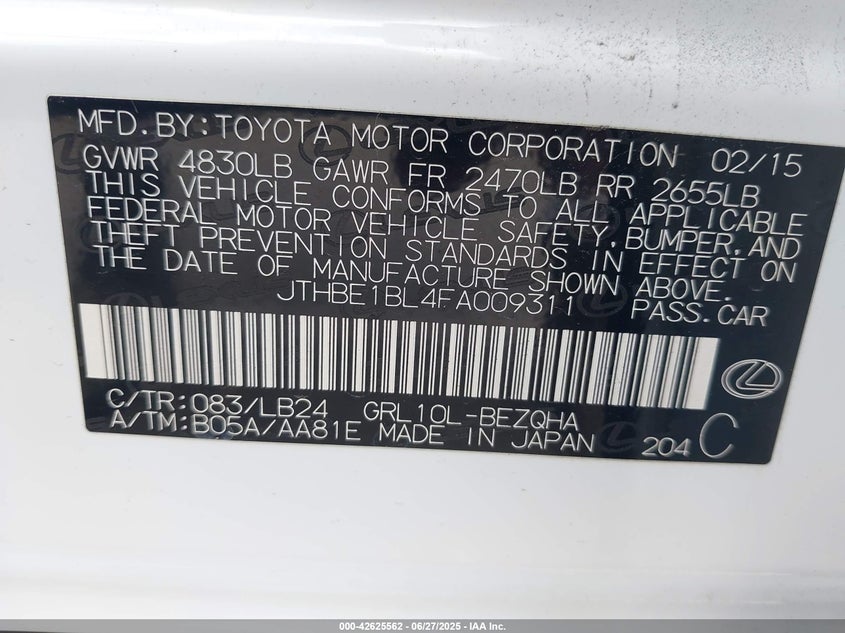 MFD.BY:TOYOTA MOTOR CORPORATION 02/15
GVWR 4830LB GAWR FR 2470LB RR 2655LB
THIS VEHICLE CONFORMS TO ALL APPLICABLE
FEDERAL MOTOR VEHICLE SAFETY,BUMPER,AND
THEFT PREVENTION STANDARDS IN EFFECT ON
THE DATE OF MANUFACTURE SHOWN ABOVE.
JTHBE1BL4FA009311 PASS.CAR
C/TR:083/LB24 GRL10L-BEZQHA
A/TM:B05A/AA81E MADE IN JAPAN 204 C
000-42625562 - 06/27/2025 - IAA Inc.